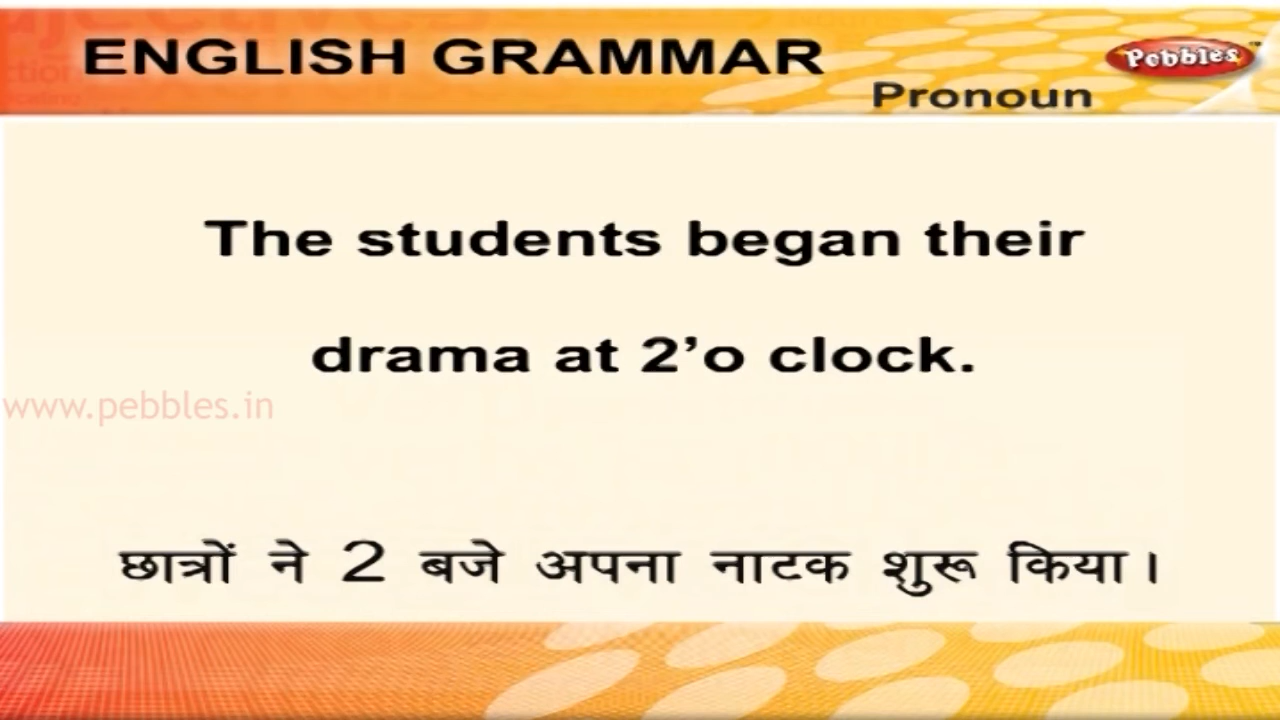 ENGLISH GRAMMAR
Pebbles
Pronoun
The students began their
drama at 2’o clock.
www.pebbles.in
छात्रों ने 2 बजे अपना नाटक शुरू किया।